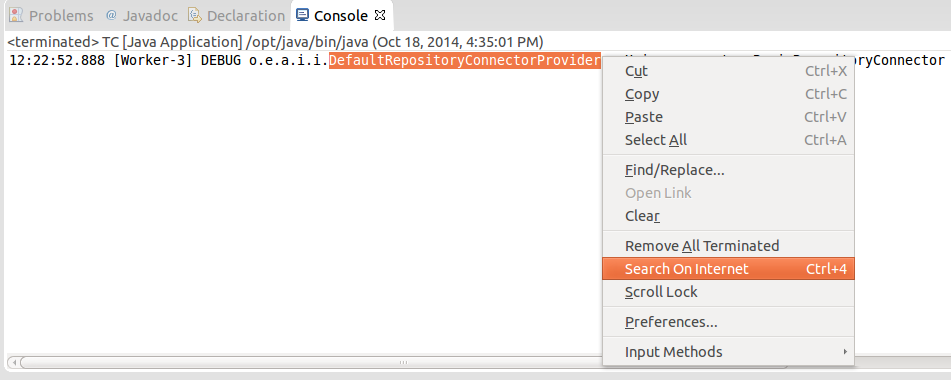 Problems @ Javadoc Declaration Console
<terminated> TC [Java Application] /opt/java/bin/java (Oct 18, 2014, 4:35:01 PM)
12:22:52.888 [Worker-3] DEBUG o.e.a.i.i.DefaultRepositoryConnectorProvider
Cut Ctrl+X
Copy Ctrl+C
Paste Ctrl+V
Select All Ctrl+A
Find/Replace...
Open Link
Clear
Remove All Terminated
Search On Internet Ctrl+4
Scroll Lock
Preferences...
Input Methods